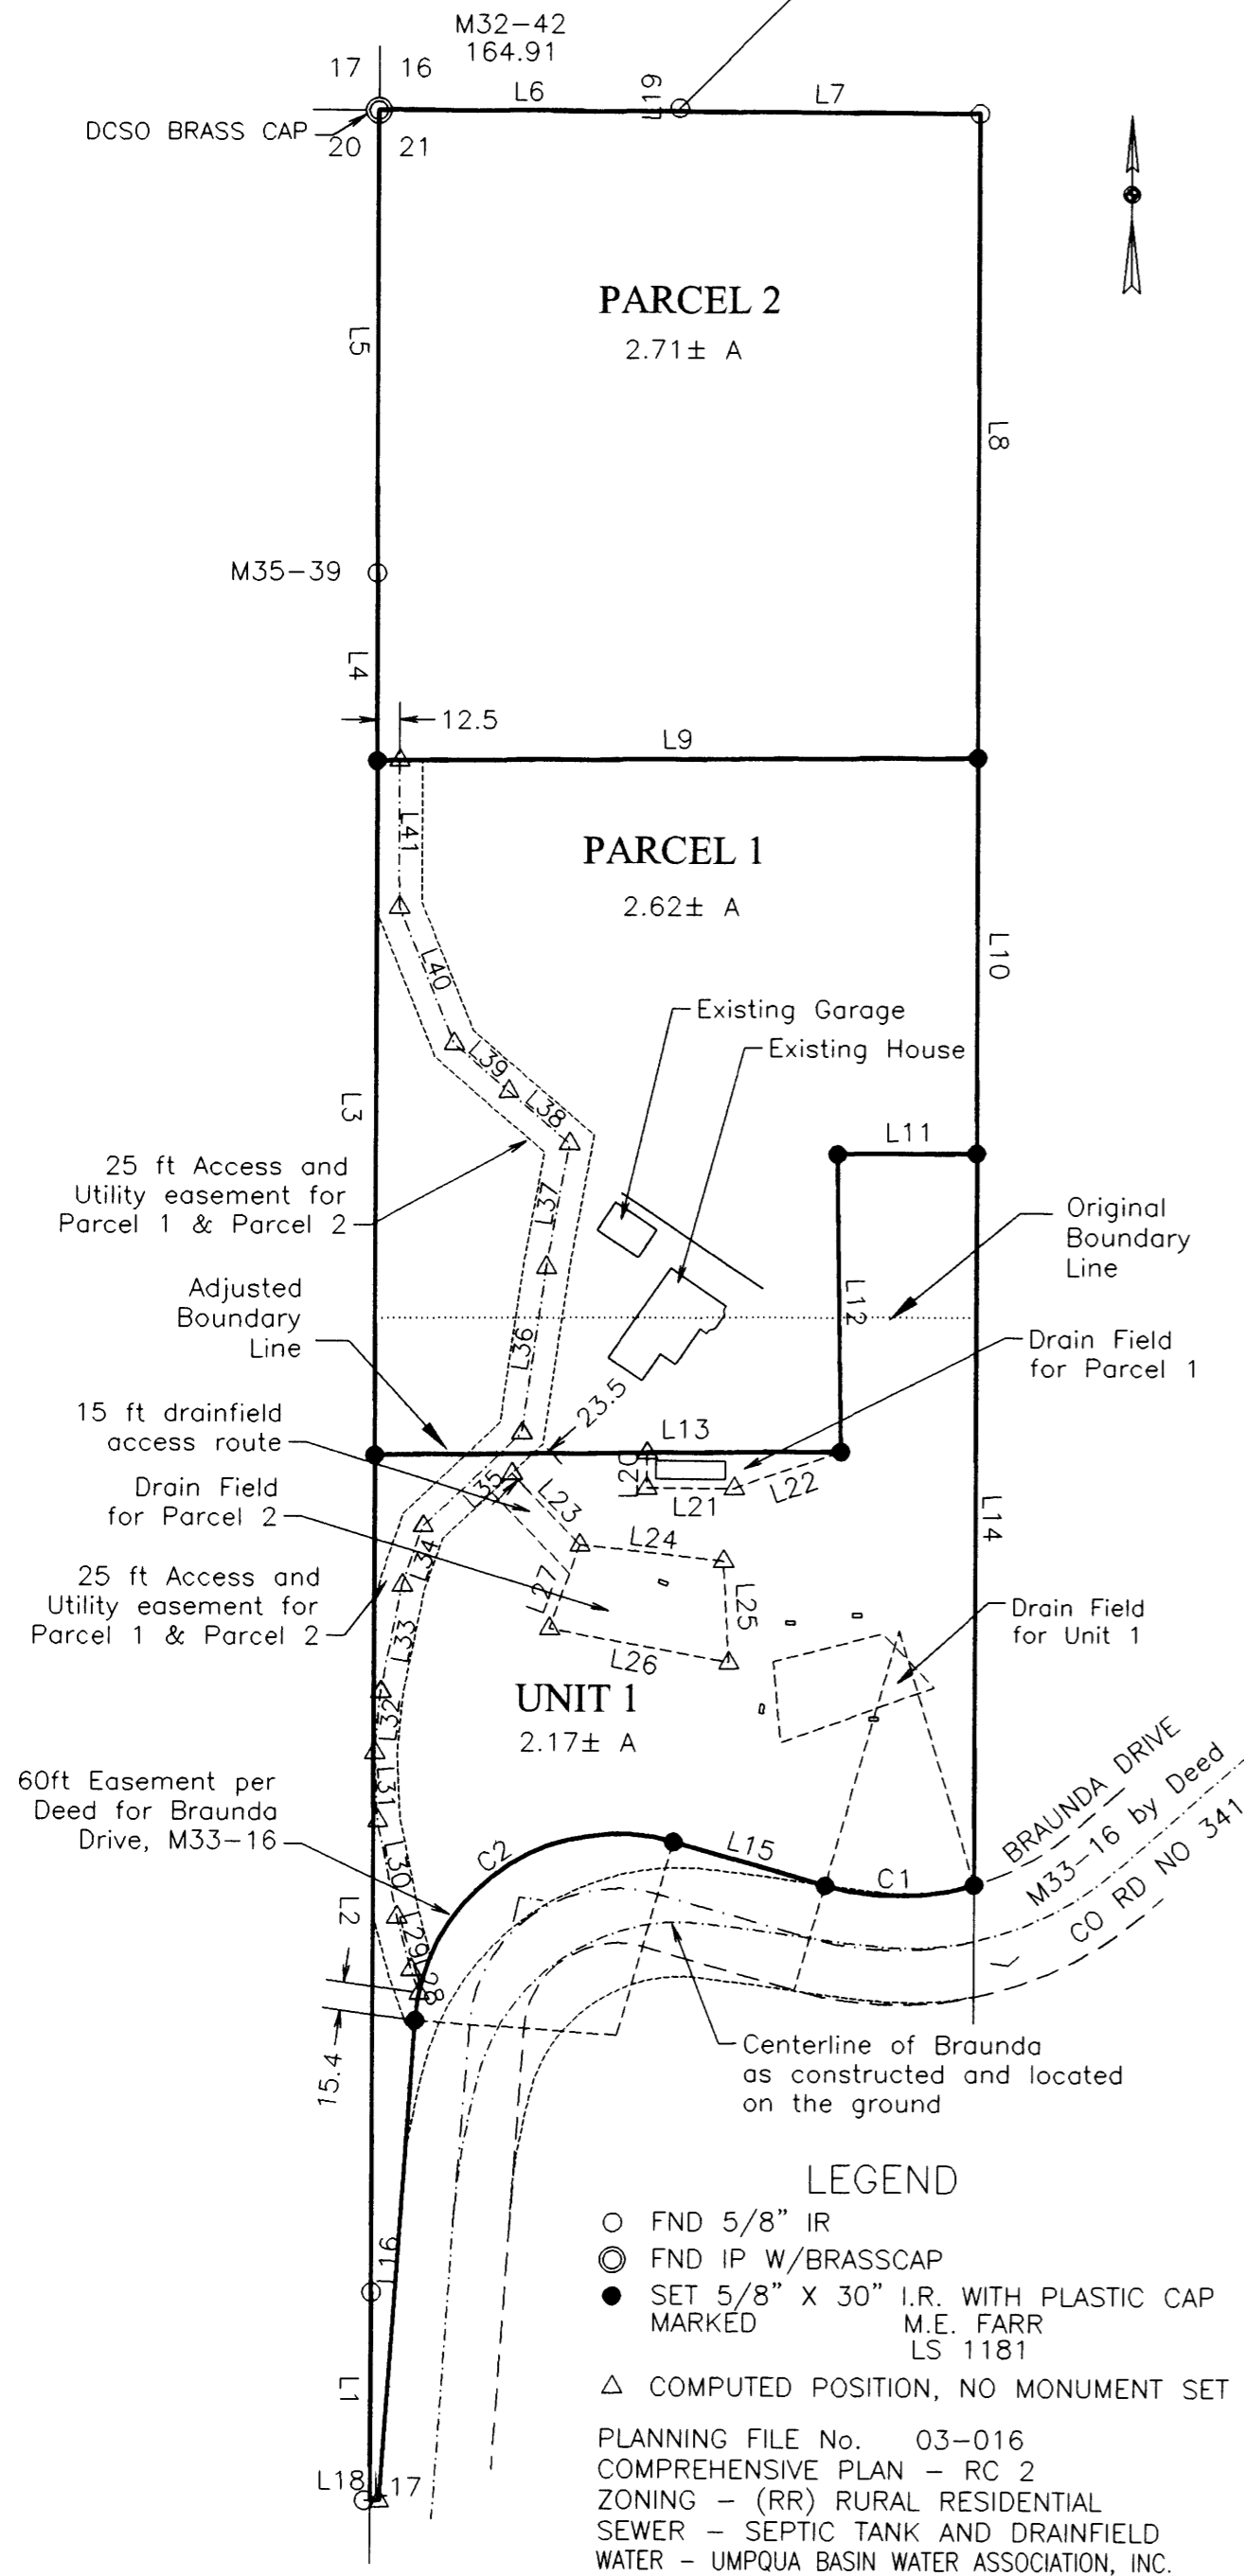 M32-42
164.91
17 16
L6
L19
L7
DCSO BRASS CAP
20 21
PARCEL 2
2.71± A
L5
L8
M35-39
L4
12.5
L9
L41
PARCEL 1
2.62± A
L40
L10
Existing Garage
Existing House
L39
L38
L3
L11
25 ft Access and
Utility easement for
Parcel 1 & Parcel 2
L37
Original
Boundary
Line
Adjusted
Boundary
Line
L12
L36
Drain Field
for Parcel 1
23.5
15 ft drainfield
access route
L13
L20
L35
L23
L21
L22
Drain Field
for Parcel 2
L14
L24
L34
25 ft Access and
Utility easement for
Parcel 1 & Parcel 2
L27
L25
Drain Field
for Unit 1
L33
L26
UNIT 1
2.17± A
L32
60ft Easement per
Deed for Braunda
Drive, M33-16
L31
BRAUNDA DRIVE
M33-16 by Deed
CO RD NO 341
C2
L15
L30
C1
L2
L29
L28
15.4
Centerline of Braunda
as constructed and located
on the ground
LEGEND
FND 5/8" IR
FND IP W/BRASSCAP
SET 5/8" X 30" I.R. WITH PLASTIC CAP
MARKED M.E. FARR
LS 1181
COMPUTED POSITION, NO MONUMENT SET
L16
L1
L18 17
PLANNING FILE No. 03-016
COMPREHENSIVE PLAN - RC 2
ZONING - (RR) RURAL RESIDENTIAL
SEWER - SEPTIC TANK AND DRAINFIELD
WATER - UMPQUA BASIN WATER ASSOCIATION, INC.